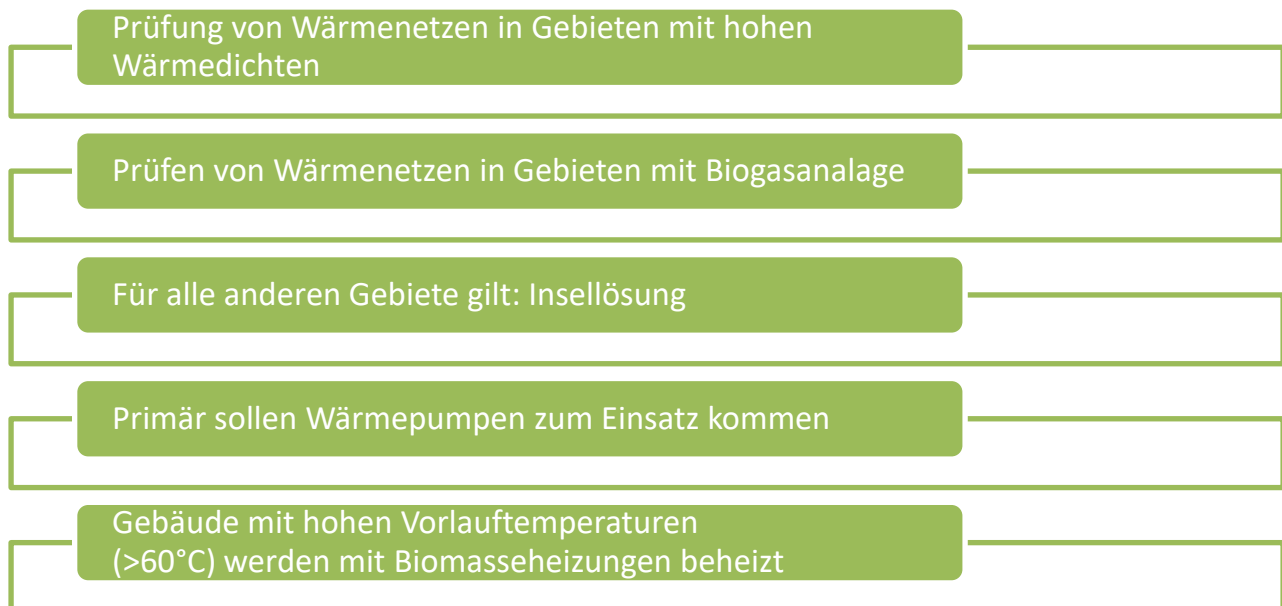 Prüfung von Wärmenetzen in Gebieten mit hohen
Wärmedichten
Prüfen von Wärmenetzen in Gebieten mit Biogasanalage
Für alle anderen Gebiete gilt: Insellösung
Primär sollen Wärmepumpen zum Einsatz kommen
Gebäude mit hohen Vorlauftemperaturen
(>60°C) werden mit Biomasseheizungen beheizt